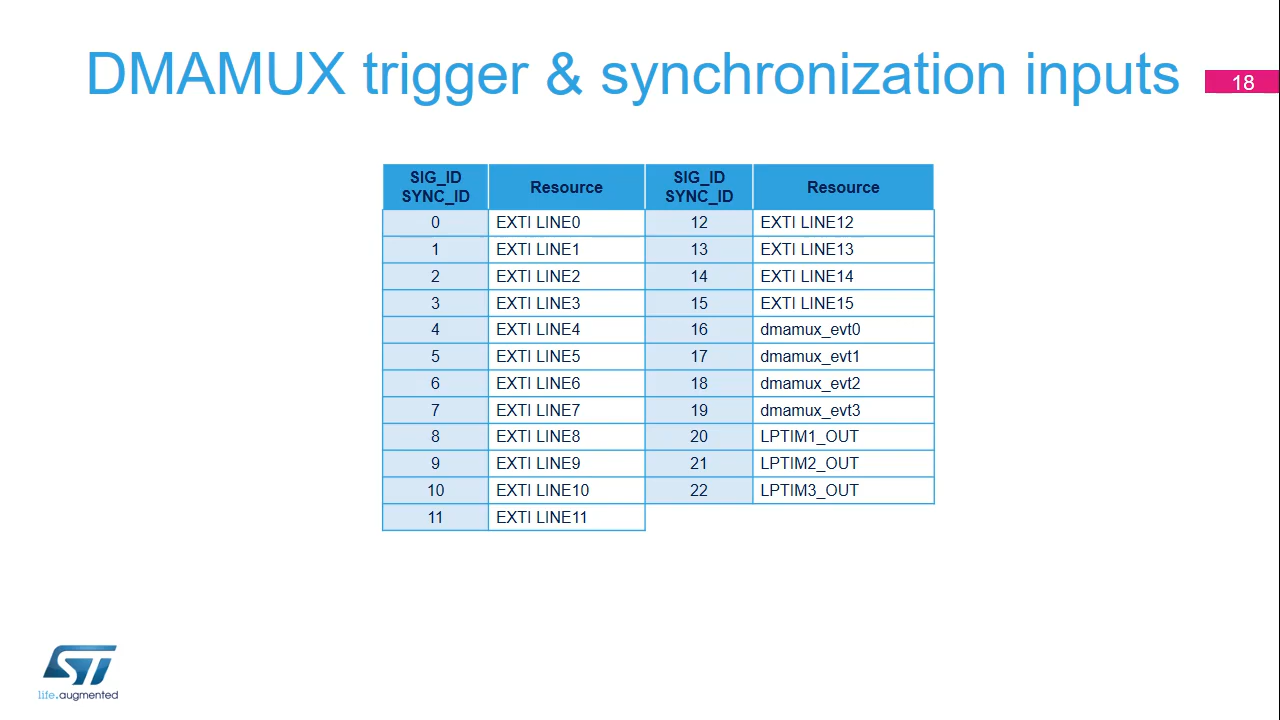 DMAMUX trigger & synchronization inputs
18
SIG_ID SYNC_ID Resource SIG_ID SYNC_ID Resource
0 EXTI LINE0 12 EXTI LINE12
1 EXTI LINE1 13 EXTI LINE13
2 EXTI LINE2 14 EXTI LINE14
3 EXTI LINE3 15 EXTI LINE15
4 EXTI LINE4 16 dmamux_evt0
5 EXTI LINE5 17 dmamux_evt1
6 EXTI LINE6 18 dmamux_evt2
7 EXTI LINE7 19 dmamux_evt3
8 EXTI LINE8 20 LPTIM1_OUT
9 EXTI LINE9 21 LPTIM2_OUT
10 EXTI LINE10 22 LPTIM3_OUT
11 EXTI LINE11
ST
life.augmented